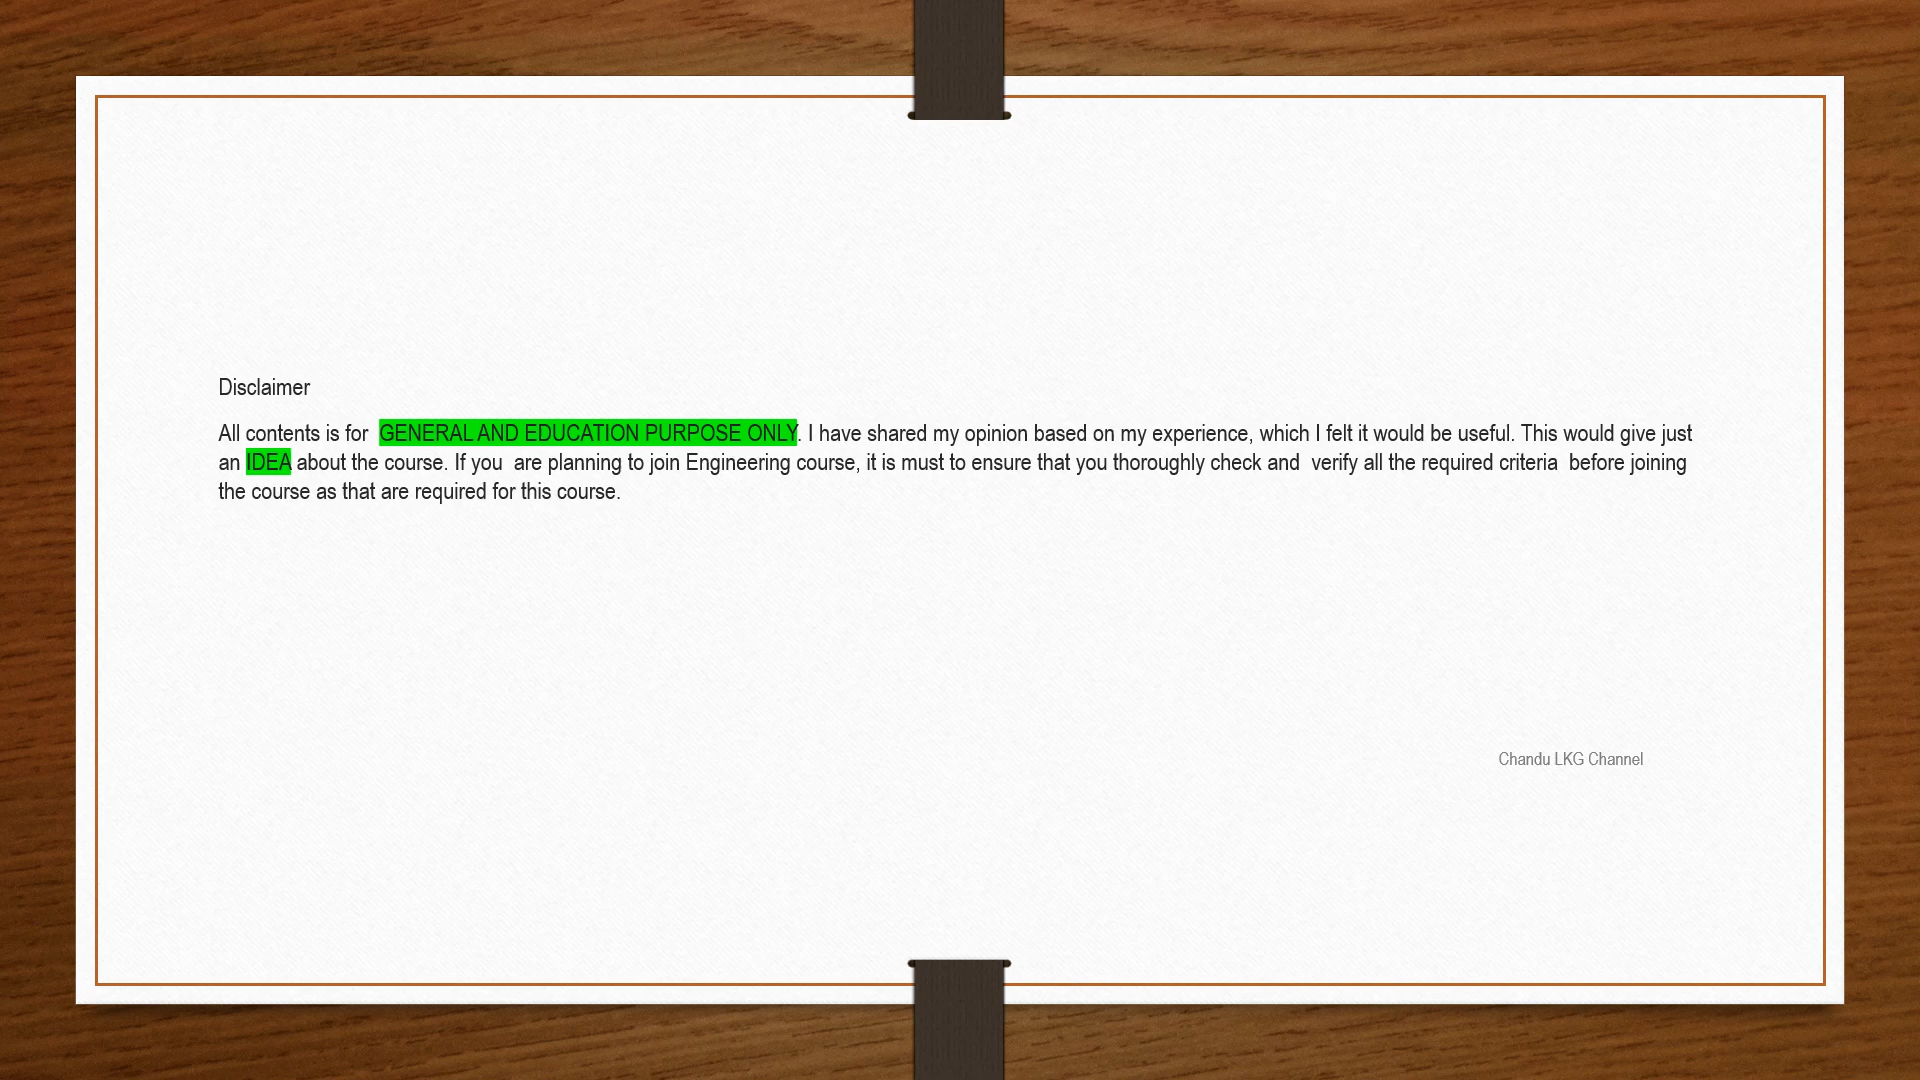 Disclaimer
All contents is for  GENERAL AND EDUCATION PURPOSE ONLY. I have shared my opinion based on my experience, which I felt it would be useful. This would give just
an IDEA about the course. If you  are planning to join Engineering course, it is must to ensure that you thoroughly check and  verify all the required criteria  before joining
the course as that are required for this course.
Chandu LKG Channel